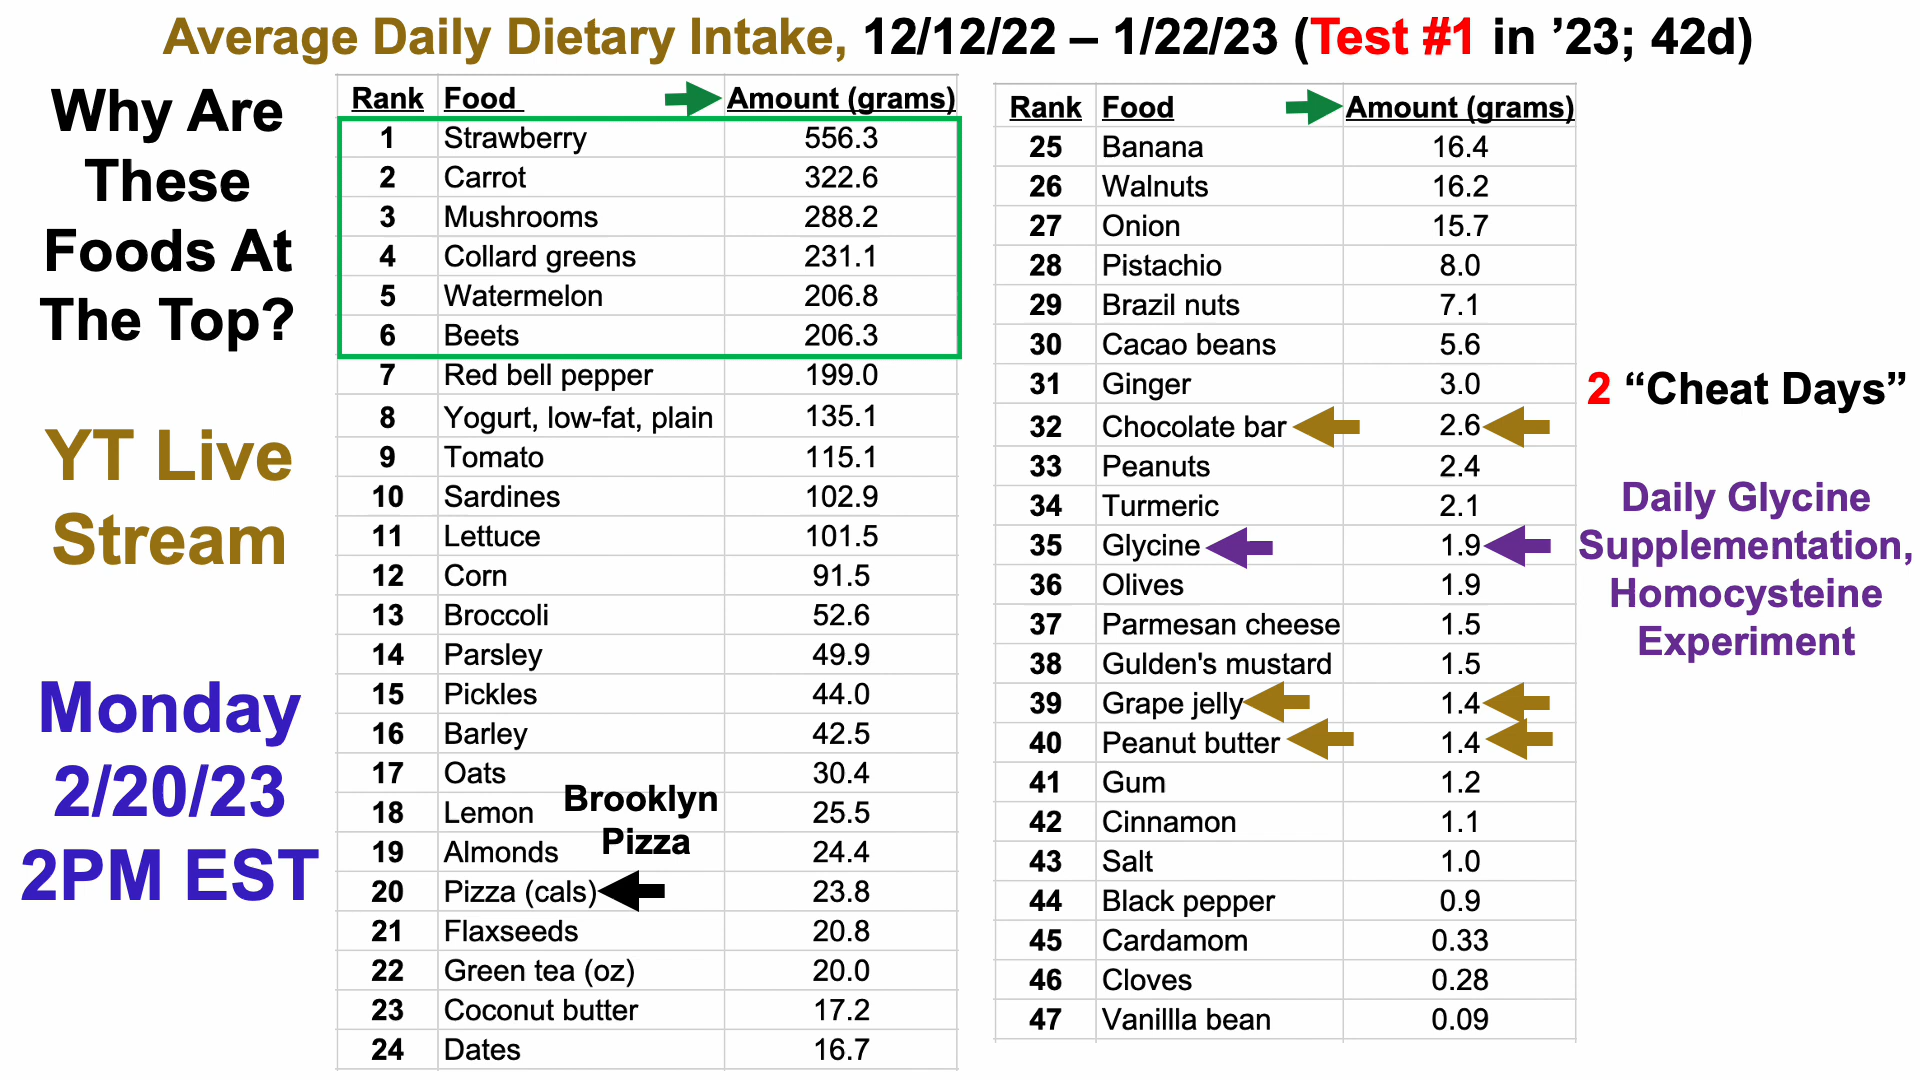 Average Daily Dietary Intake, 12/12/22 – 1/22/23 (Test #1 in ’23; 42d)
Why Are
These
Foods At
The Top?
YT Live
Stream
Monday
2/20/23
2PM EST
Rank Food Amount (grams)
1 Strawberry 556.3
2 Carrot 322.6
3 Mushrooms 288.2
4 Collard greens 231.1
5 Watermelon 206.8
6 Beets 206.3
7 Red bell pepper 199.0
8 Yogurt, low-fat, plain 135.1
9 Tomato 115.1
10 Sardines 102.9
11 Lettuce 101.5
12 Corn 91.5
13 Broccoli 52.6
14 Parsley 49.9
15 Pickles 44.0
16 Barley 42.5
17 Oats 30.4
18 Lemon 25.5
19 Almonds 24.4
20 Pizza (cals) 23.8
21 Flaxseeds 20.8
22 Green tea (oz) 20.0
23 Coconut butter 17.2
24 Dates 16.7
Brooklyn
Pizza
Rank Food Amount (grams)
25 Banana 16.4
26 Walnuts 16.2
27 Onion 15.7
28 Pistachio 8.0
29 Brazil nuts 7.1
30 Cacao beans 5.6
31 Ginger 3.0
32 Chocolate bar 2.6
33 Peanuts 2.4
34 Turmeric 2.1
35 Glycine 1.9
36 Olives 1.9
37 Parmesan cheese 1.5
38 Gulden's mustard 1.5
39 Grape jelly 1.4
40 Peanut butter 1.4
41 Gum 1.2
42 Cinnamon 1.1
43 Salt 1.0
44 Black pepper 0.9
45 Cardamom 0.33
46 Cloves 0.28
47 Vanillla bean 0.09
2 “Cheat Days”
Daily Glycine
Supplementation,
Homocysteine
Experiment